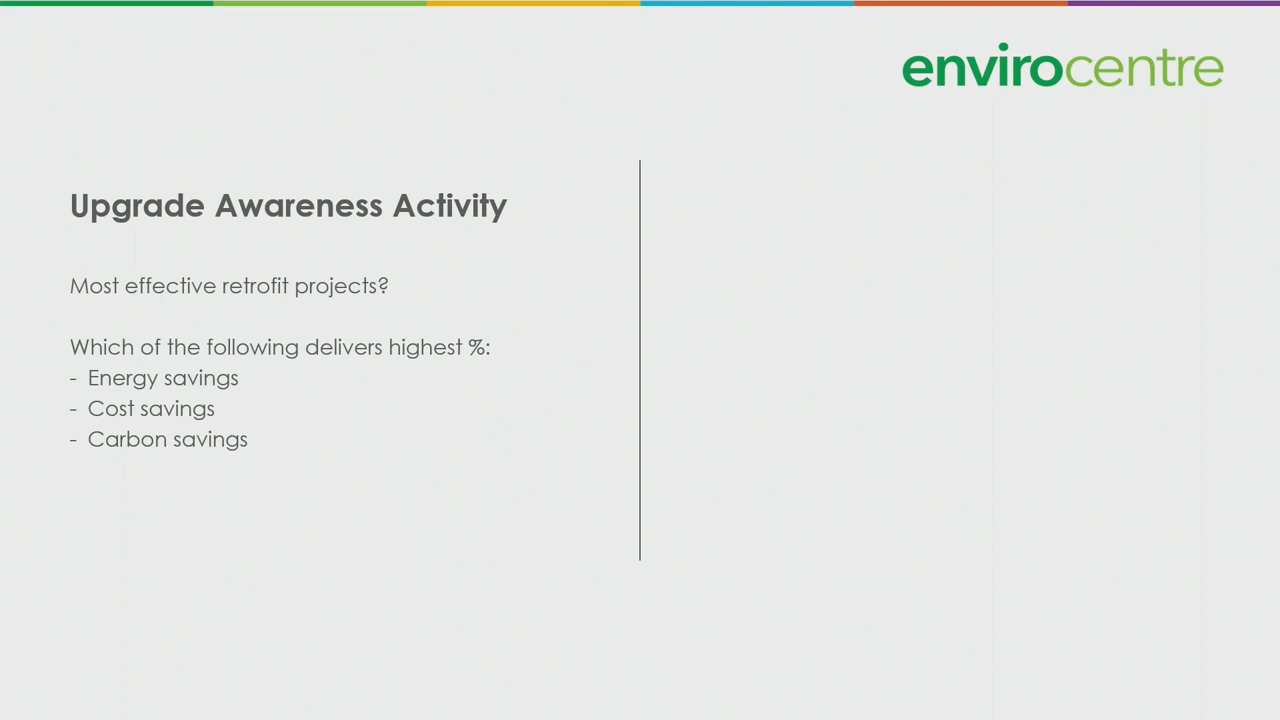 envirocentre
Upgrade Awareness Activity
Most effective retrofit projects?
Which of the following delivers highest %:
- Energy savings
- Cost savings
- Carbon savings